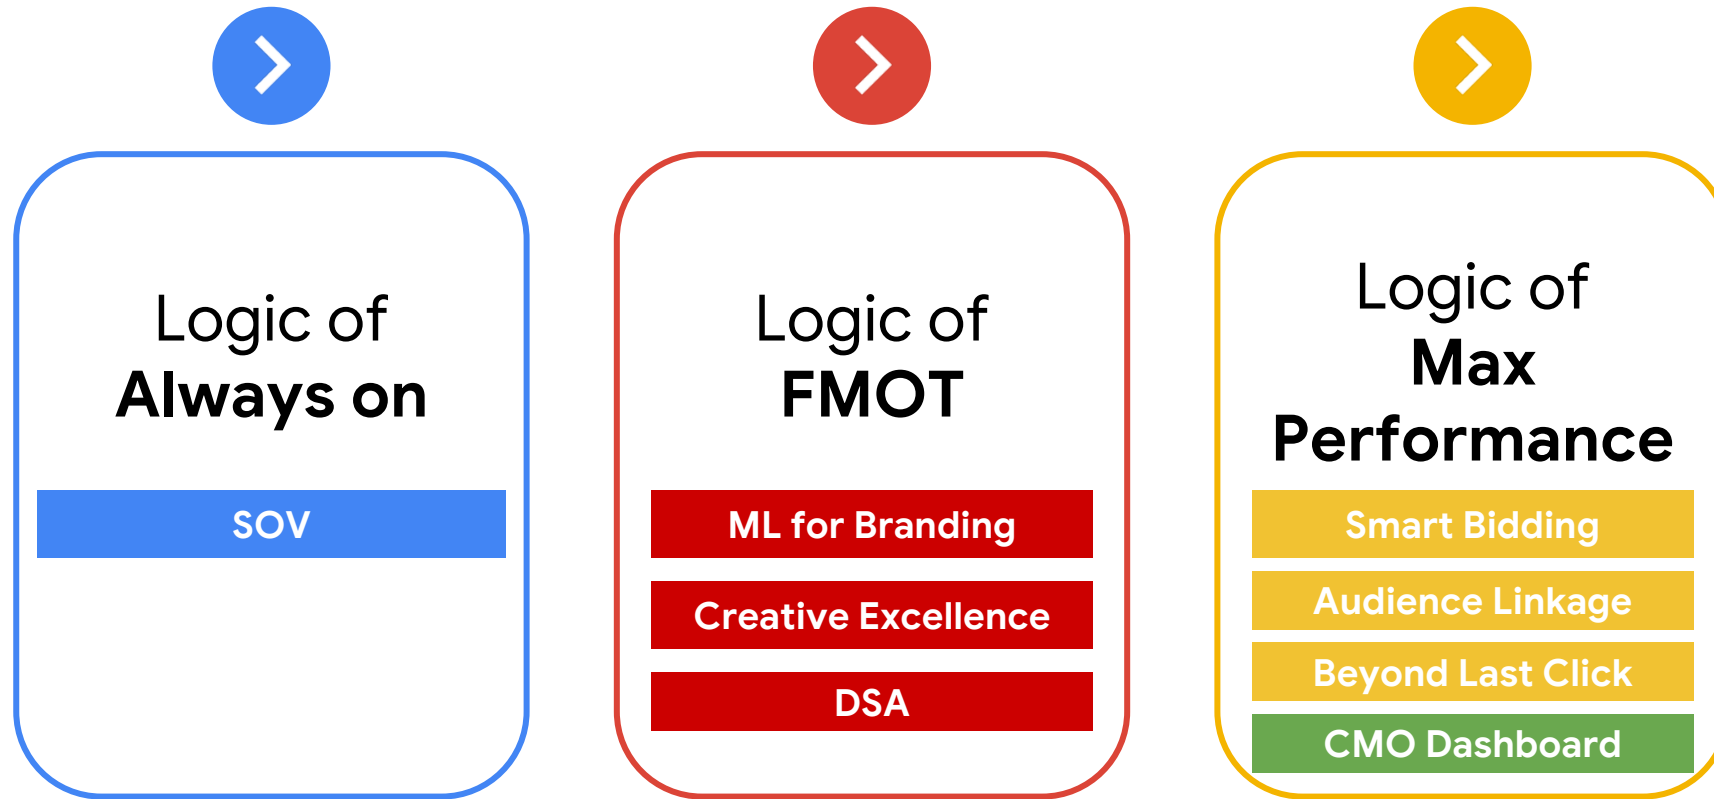 Logic of
Always on
SOV
Logic of
FMOT
ML for Branding
Creative Excellence
DSA
Logic of
Max
Performance
Smart Bidding
Audience Linkage
Beyond Last Click
CMO Dashboard